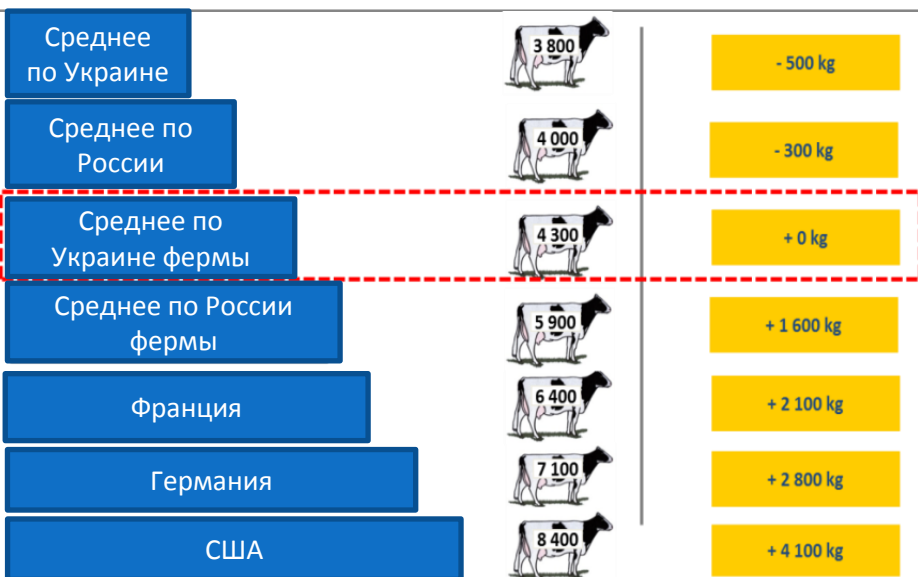 Среднее
по Украине
3 800
- 500 kg
Среднее по
России
4 000
- 300 kg
Среднее по
Украине фермы
4 300
+ 0 kg
Среднее по России
фермы
5 900
+ 1 600 kg
Франция
6 400
+ 2 100 kg
Германия
7 100
+ 2 800 kg
США
8 400
+ 4 100 kg